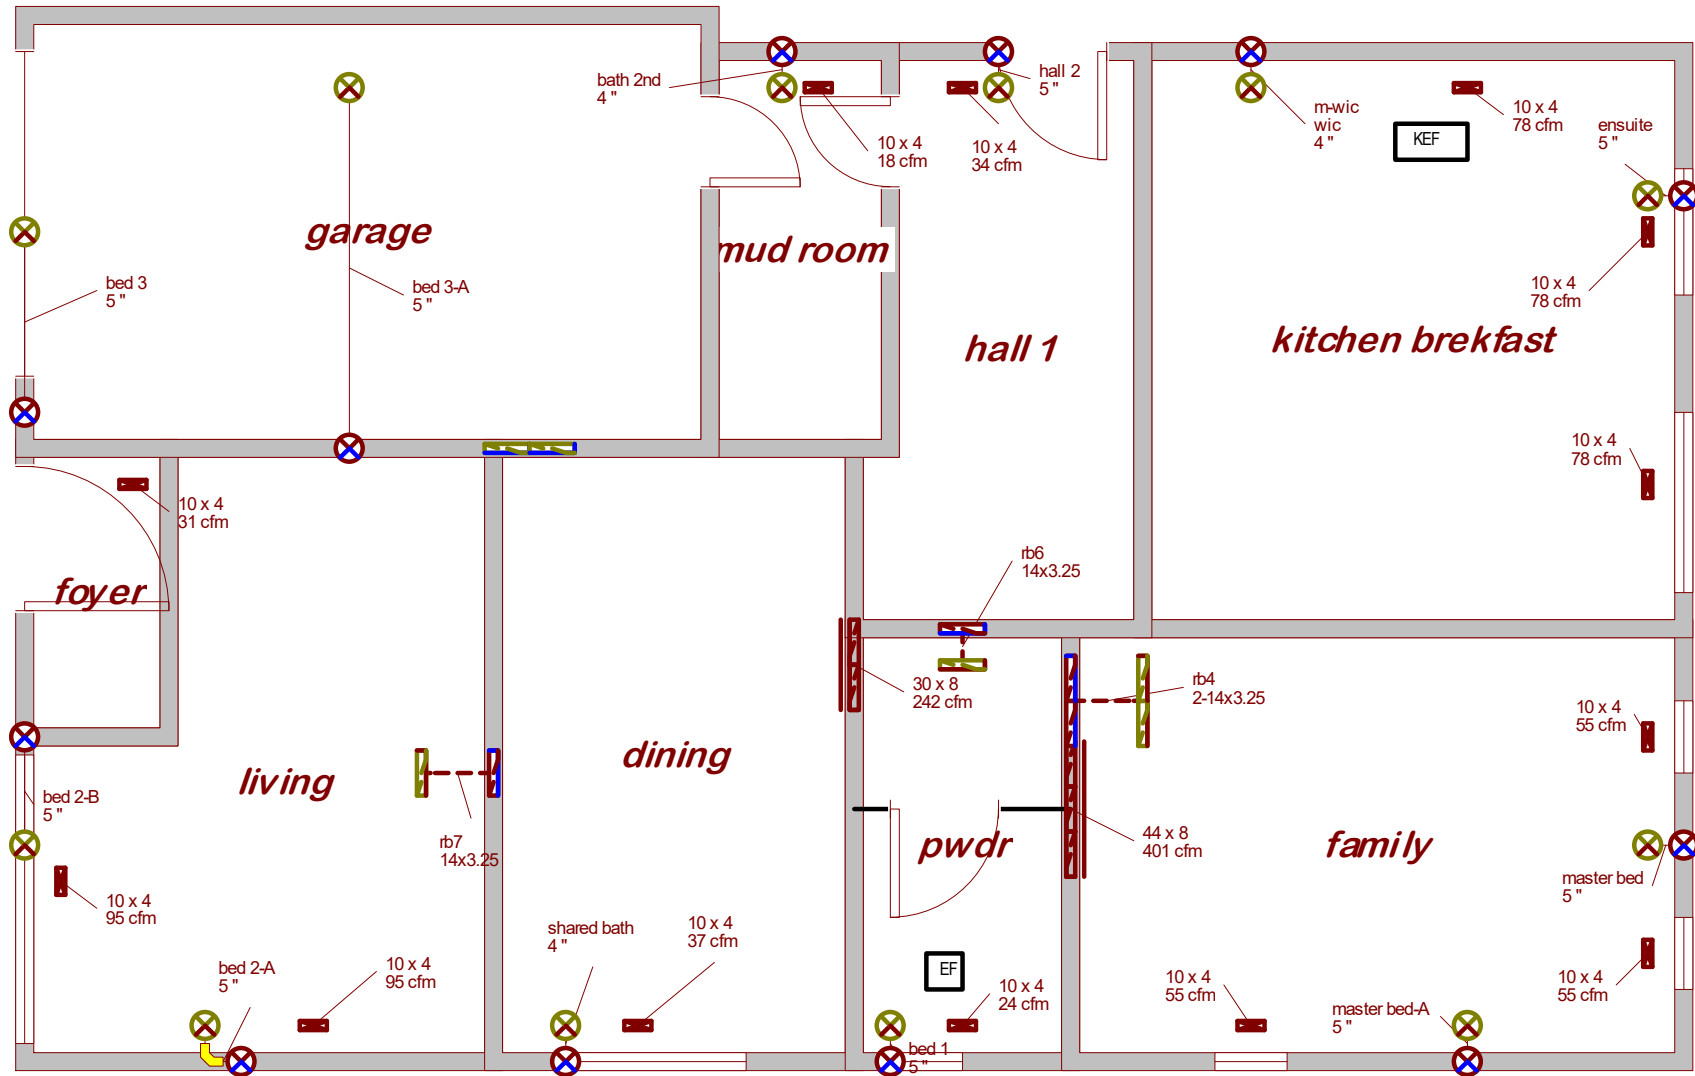 bath 2nd
4 "
hall 2
5 "
m-wic
wic
4 "
10 x 4
78 cfm
ensuite
5 "
KEF
10 x 4
18 cfm
10 x 4
34 cfm
garage
mud room
bed 3
5 "
bed 3-A
5 "
10 x 4
78 cfm
hall 1
kitchen brekfast
10 x 4
78 cfm
10 x 4
31 cfm
foyer
rb6
14x3.25
30 x 8
242 cfm
rb4
2-14x3.25
10 x 4
55 cfm
living
dining
bed 2-B
5 "
rb7
14x3.25
pwdr
44 x 8
401 cfm
family
master bed
5 "
10 x 4
95 cfm
shared bath
4 "
10 x 4
37 cfm
bed 2-A
5 "
10 x 4
95 cfm
EF
10 x 4
24 cfm
10 x 4
55 cfm
10 x 4
55 cfm
master bed-A
5 "
bed 1
5 "